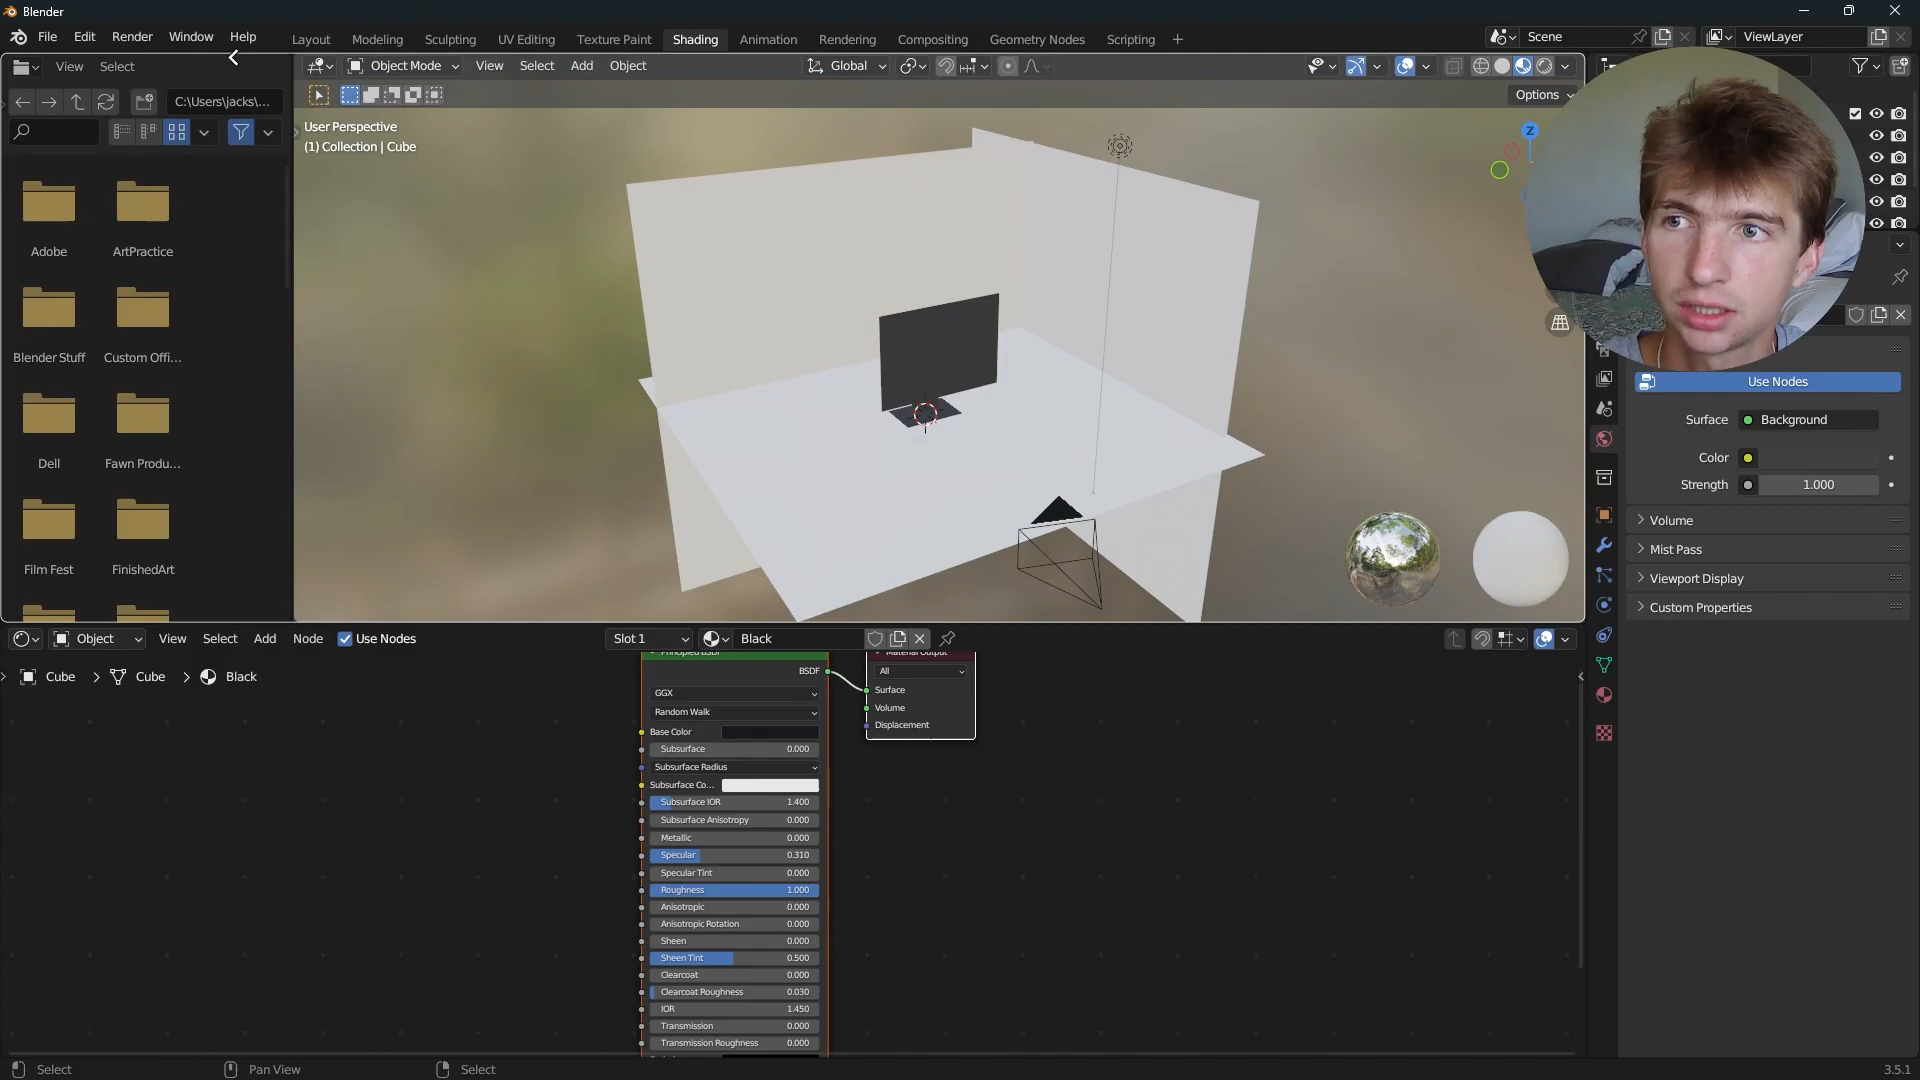 Blender
File Edit Render Window Help
Layout Modeling Sculpting UV Editing Texture Paint Shading Animation Rendering Compositing Geometry Nodes Scripting +
Scene
ViewLayer
View Select
Object Mode View Select Add Object
Global
C:\Users\jacks\...
Options
User Perspective
(1) Collection | Cube
Z
Adobe
ArtPractice
Blender Stuff
Custom Offi...
Dell
Fawn Produ...
Film Fest
FinishedArt
Use Nodes
Surface
Background
Color
Strength
1.000
Volume
Mist Pass
Viewport Display
Custom Properties
Object View Select Add Node Use Nodes
Slot 1
Black
Cube > Cube > Black
Principled BSDF
BSDF
GGX
Random Walk
Base Color
Subsurface 0.000
Subsurface Radius
Subsurface Co...
Subsurface IOR 1.400
Subsurface Anisotropy 0.000
Metallic 0.000
Specular 0.310
Specular Tint 0.000
Roughness 1.000
Anisotropic 0.000
Anisotropic Rotation 0.000
Sheen 0.000
Sheen Tint 0.500
Clearcoat 0.000
Clearcoat Roughness 0.030
IOR 1.450
Transmission 0.000
Transmission Roughness 0.000
Material Output
All
Surface
Volume
Displacement
Select
Pan View
Select
3.5.1